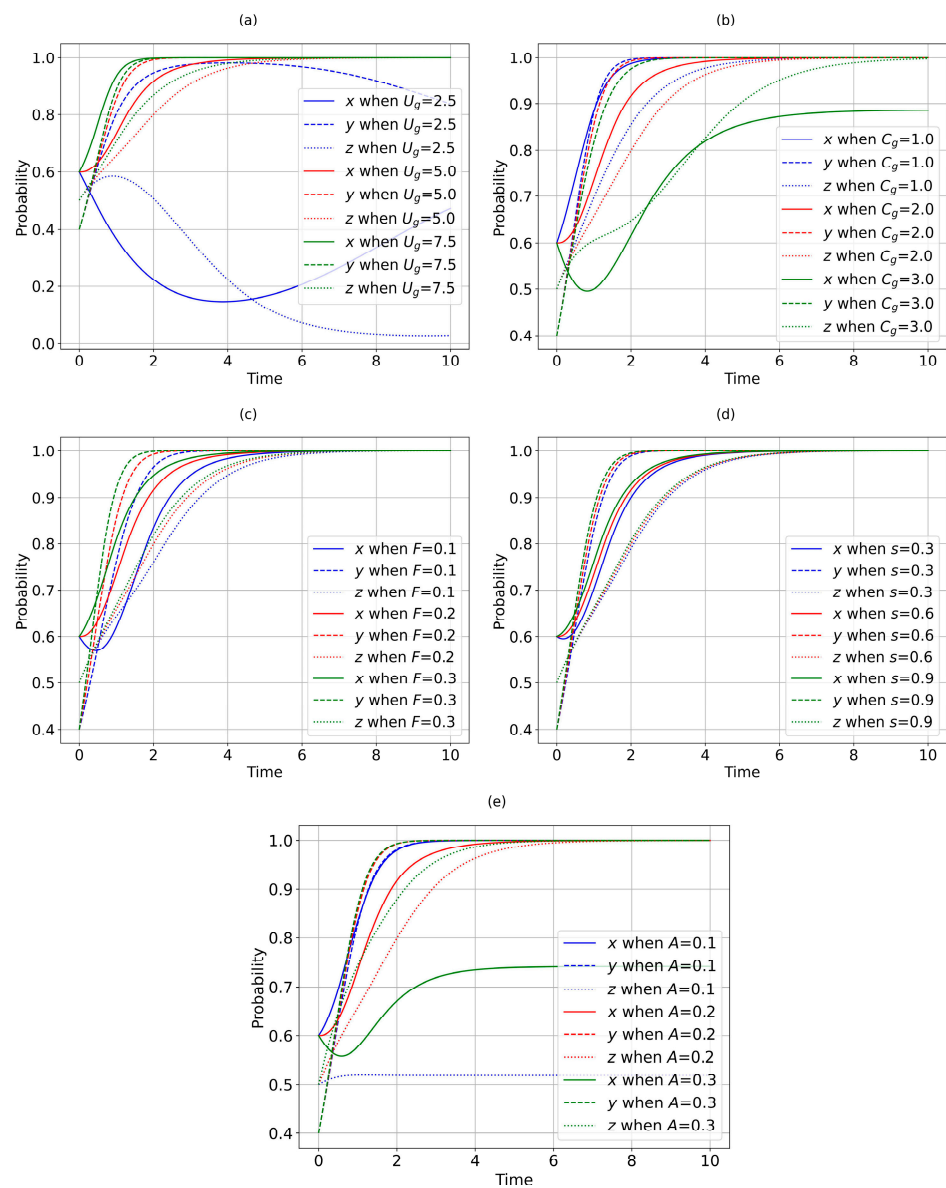 (a)
1.0
0.8
0.6
0.4
0.2
0.0
Probability
0 2 4 6 8 10
Time
x when U_g=2.5
y when U_g=2.5
z when U_g=2.5
x when U_g=5.0
y when U_g=5.0
z when U_g=5.0
x when U_g=7.5
y when U_g=7.5
z when U_g=7.5
(b)
1.0
0.9
0.8
0.7
0.6
0.5
0.4
Probability
0 2 4 6 8 10
Time
x when C_g=1.0
y when C_g=1.0
z when C_g=1.0
x when C_g=2.0
y when C_g=2.0
z when C_g=2.0
x when C_g=3.0
y when C_g=3.0
z when C_g=3.0
(c)
1.0
0.9
0.8
0.7
0.6
0.5
0.4
Probability
0 2 4 6 8 10
Time
x when F=0.1
y when F=0.1
z when F=0.1
x when F=0.2
y when F=0.2
z when F=0.2
x when F=0.3
y when F=0.3
z when F=0.3
(d)
1.0
0.9
0.8
0.7
0.6
0.5
0.4
Probability
0 2 4 6 8 10
Time
x when s=0.3
y when s=0.3
z when s=0.3
x when s=0.6
y when s=0.6
z when s=0.6
x when s=0.9
y when s=0.9
z when s=0.9
(e)
1.0
0.9
0.8
0.7
0.6
0.5
0.4
Probability
0 2 4 6 8 10
Time
x when A=0.1
y when A=0.1
z when A=0.1
x when A=0.2
y when A=0.2
z when A=0.2
x when A=0.3
y when A=0.3
z when A=0.3